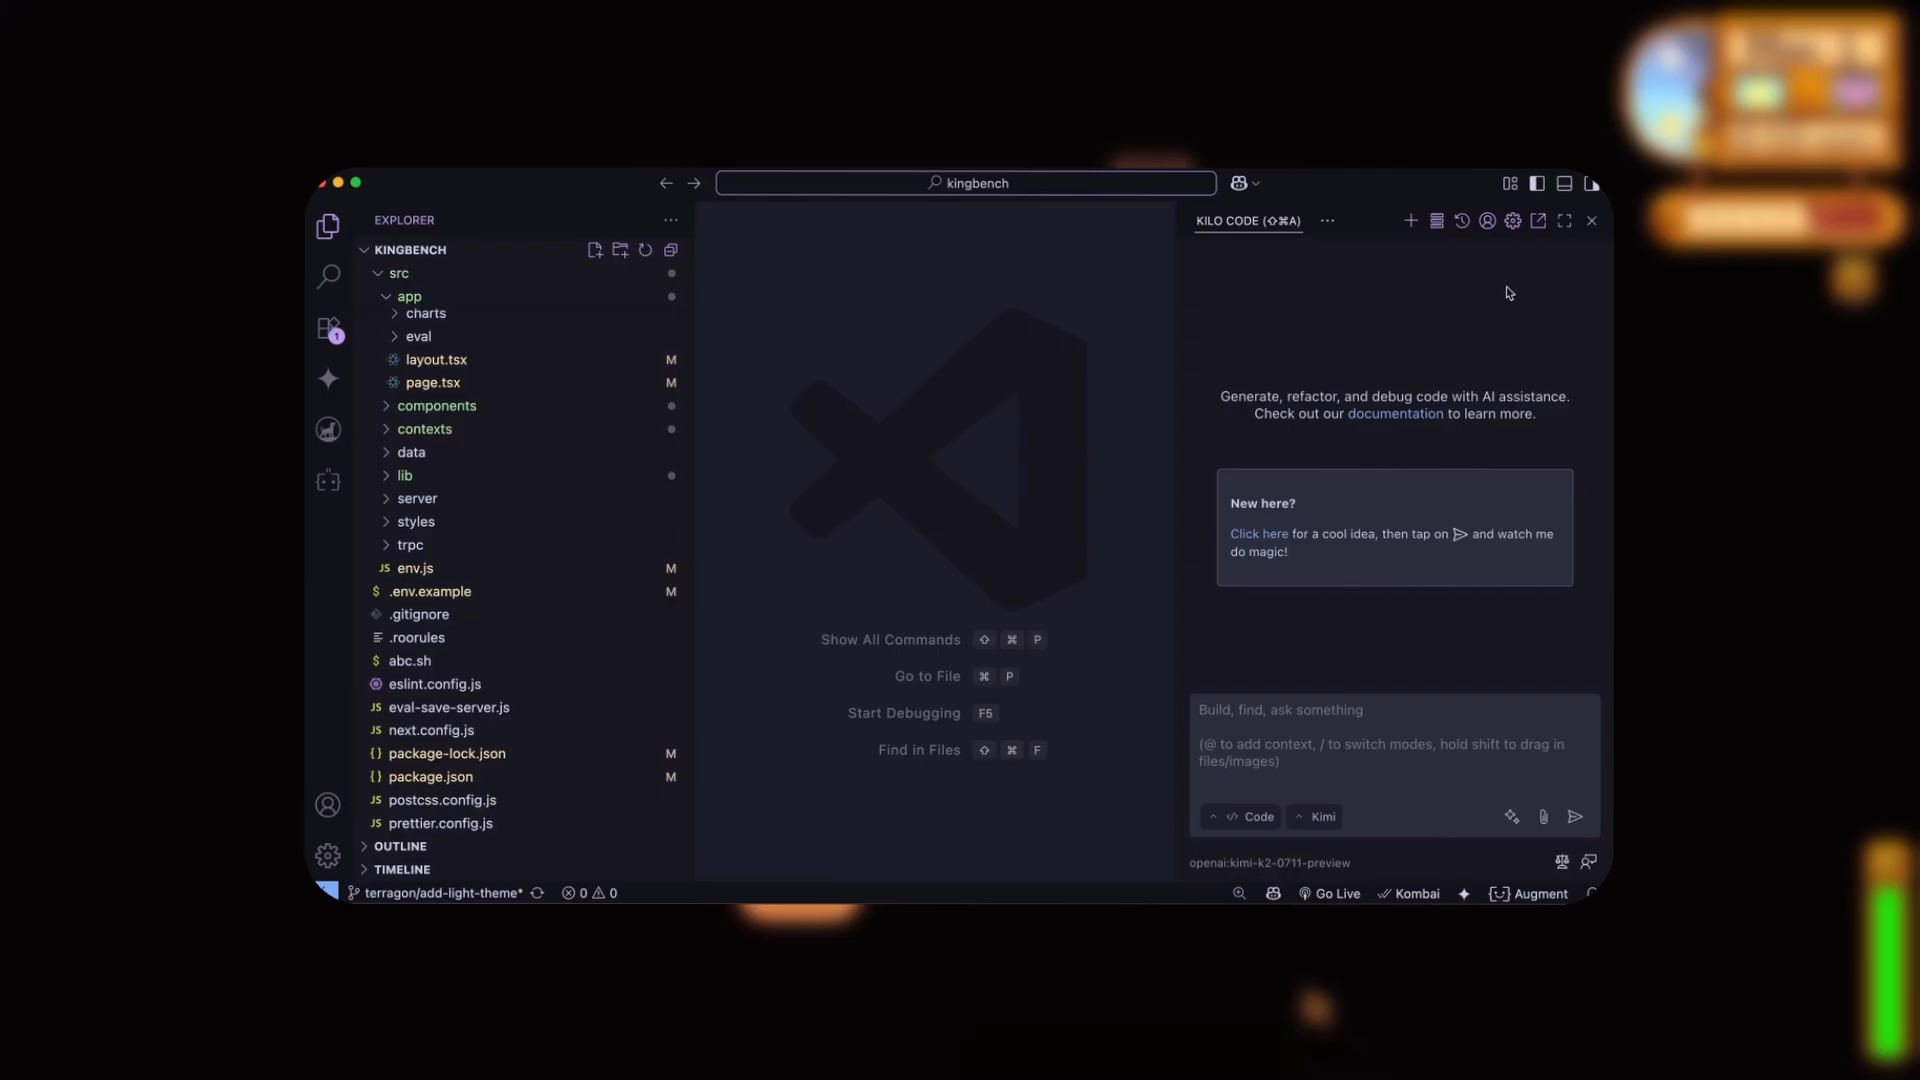 kingbench
EXPLORER
KINGBENCH
src
app
charts
eval
layout.tsx M
page.tsx M
components
contexts
data
lib
server
styles
trpc
JS env.js M
$ .env.example M
.gitignore
.roorules
$ abc.sh
eslint.config.js
JS eval-save-server.js
JS next.config.js
{} package-lock.json M
{} package.json M
JS postcss.config.js
JS prettier.config.js
OUTLINE
TIMELINE
1
Show All Commands ⇧ ⌘ P
Go to File ⌘ P
Start Debugging F5
Find in Files ⇧ ⌘ F
KILO CODE (⇧⌘A)
Generate, refactor, and debug code with AI assistance.
Check out our documentation to learn more.
New here?
Click here for a cool idea, then tap on and watch me
do magic!
Build, find, ask something
(@ to add context, / to switch modes, hold shift to drag in
files/images)
Code Kimi
openai:kimi-k2-0711-preview
terragon/add-light-theme* 0 0 Go Live Kombai Augment